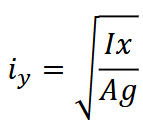 i_y = √(Ix/Ag)